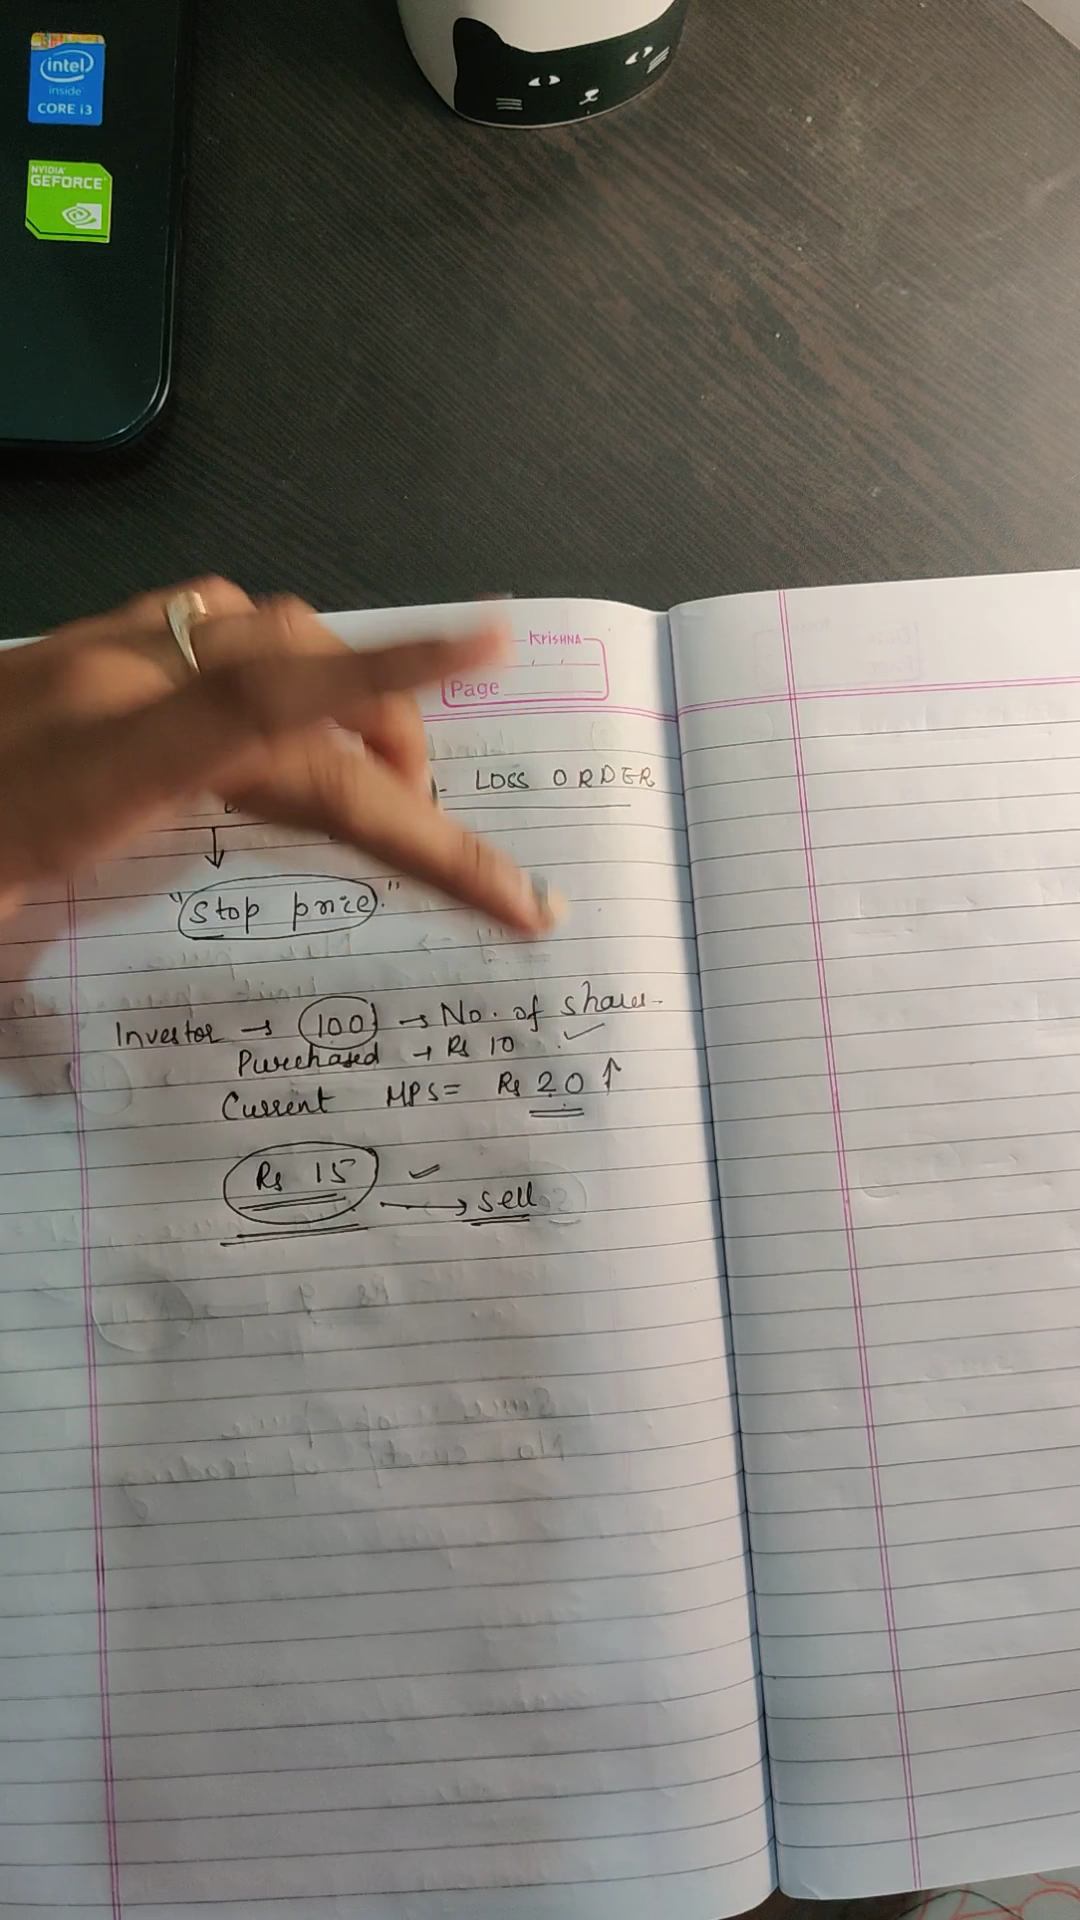 intel
inside
CORE i3
NVIDIA
GEFORCE
KRISHNA
Page
LOSS ORDER
"Stop price."
Investor → 100 → No. of share
Purchased → Rs 10
Current MPS = Rs 20 ↑
Rs 15
→ sell